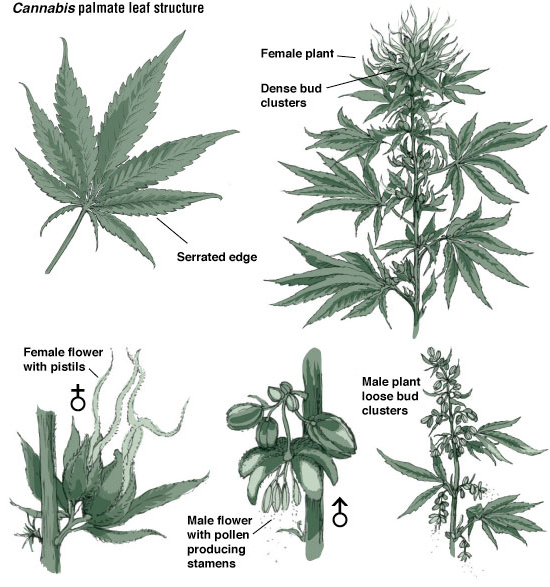 Cannabis palmate leaf structure
Female plant
Dense bud
clusters
Serrated edge
Female flower
with pistils
Male plant
loose bud
clusters
Male flower
with pollen
producing
stamens